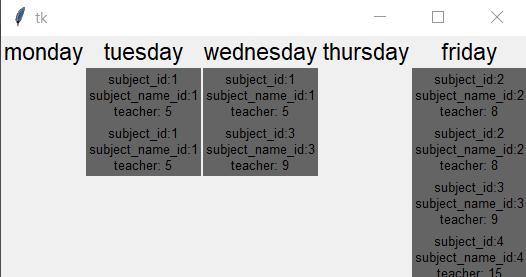 tk
monday tuesday wednesday thursday friday
subject_id:1
subject_name_id:1
teacher: 5
subject_id:1
subject_name_id:1
teacher: 5
subject_id:1
subject_name_id:1
teacher: 5
subject_id:3
subject_name_id:3
teacher: 9
subject_id:2
subject_name_id:2
teacher: 8
subject_id:2
subject_name_id:2
teacher: 8
subject_id:3
subject_name_id:3
teacher: 9
subject_id:4
subject_name_id:4
teacher: 15